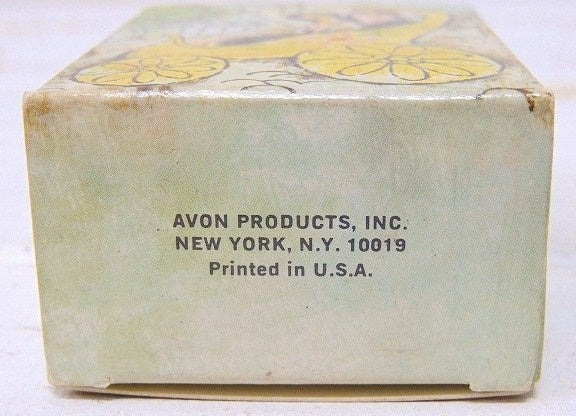 AVON PRODUCTS, INC.
NEW YORK, N.Y. 10019
Printed in U.S.A.